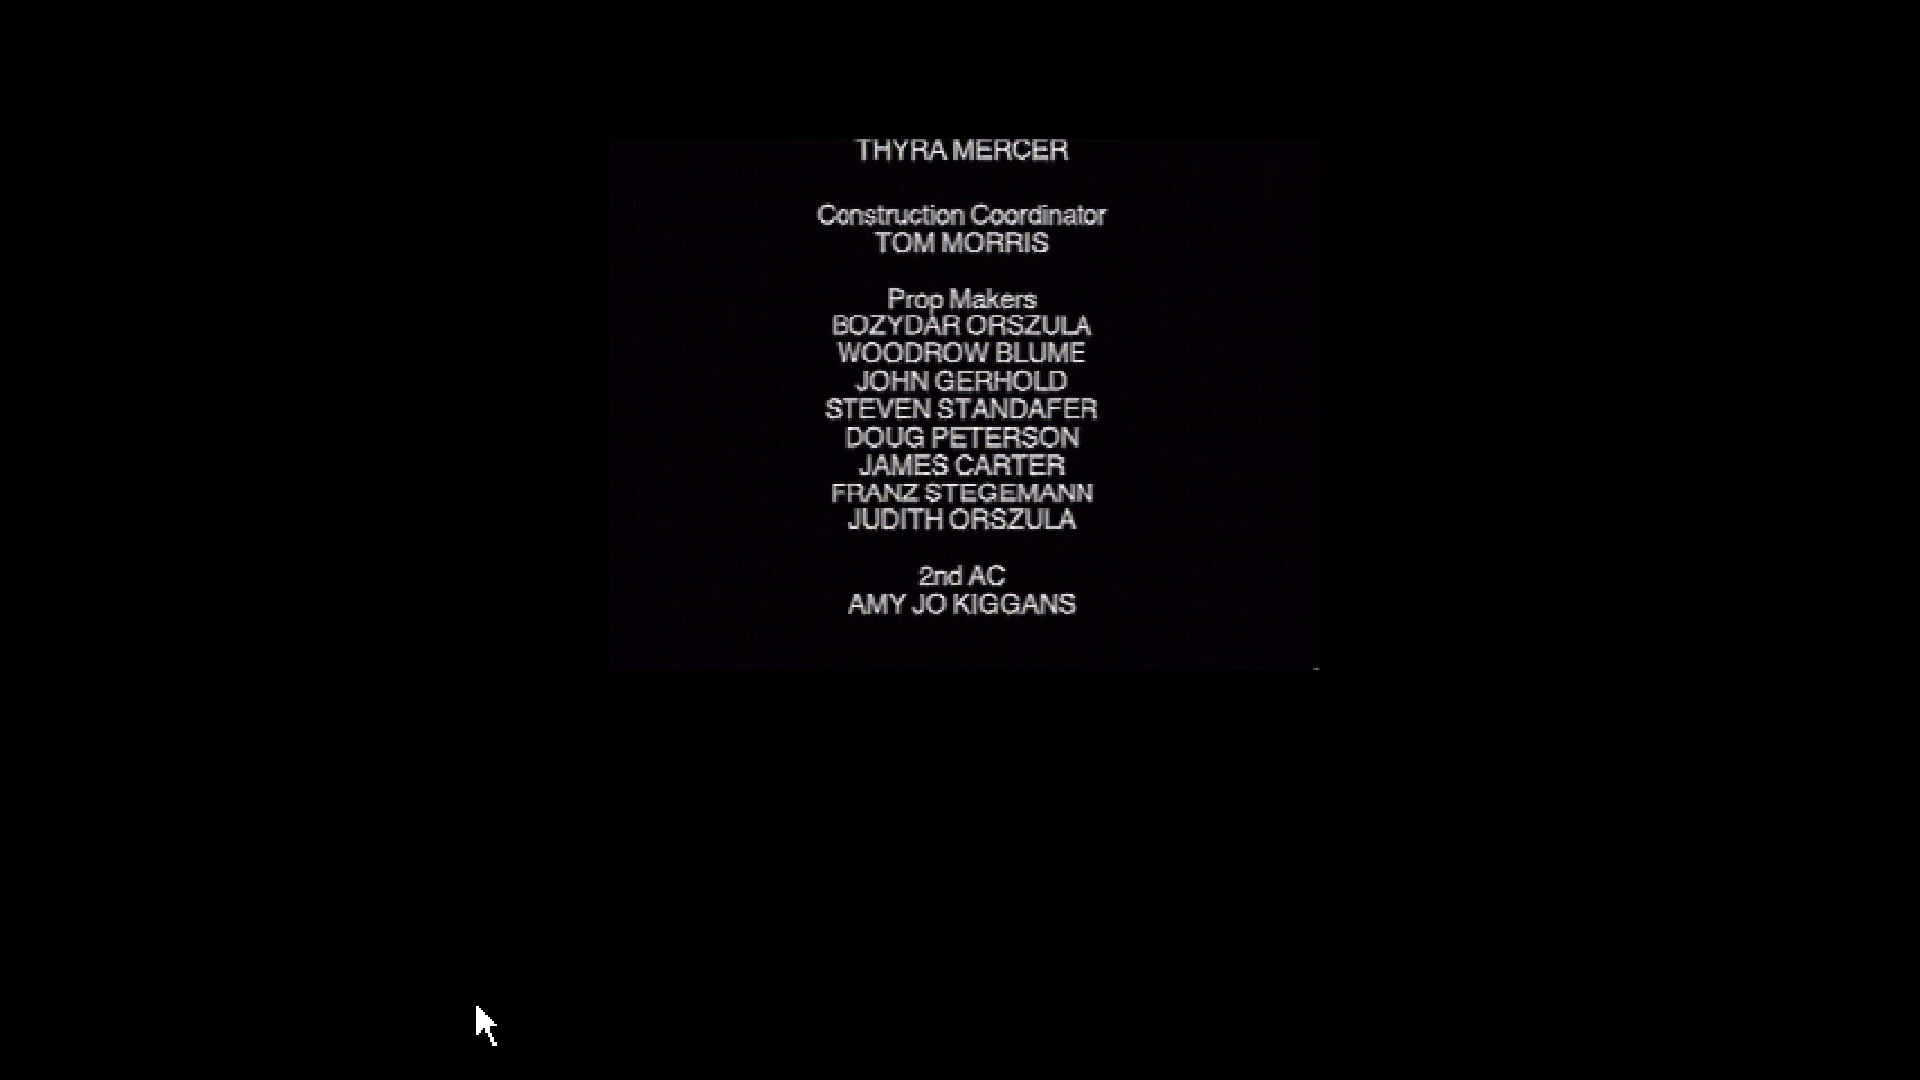 THYRA MERCER
Construction Coordinator
TOM MORRIS
Prop Makers
BOZYDAR ORSZULA
WOODROW BLUME
JOHN GERHOLD
STEVEN STANDAFER
DOUG PETERSON
JAMES CARTER
FRANZ STEGEMANN
JUDITH ORSZULA
2nd AC
AMY JO KIGGANS